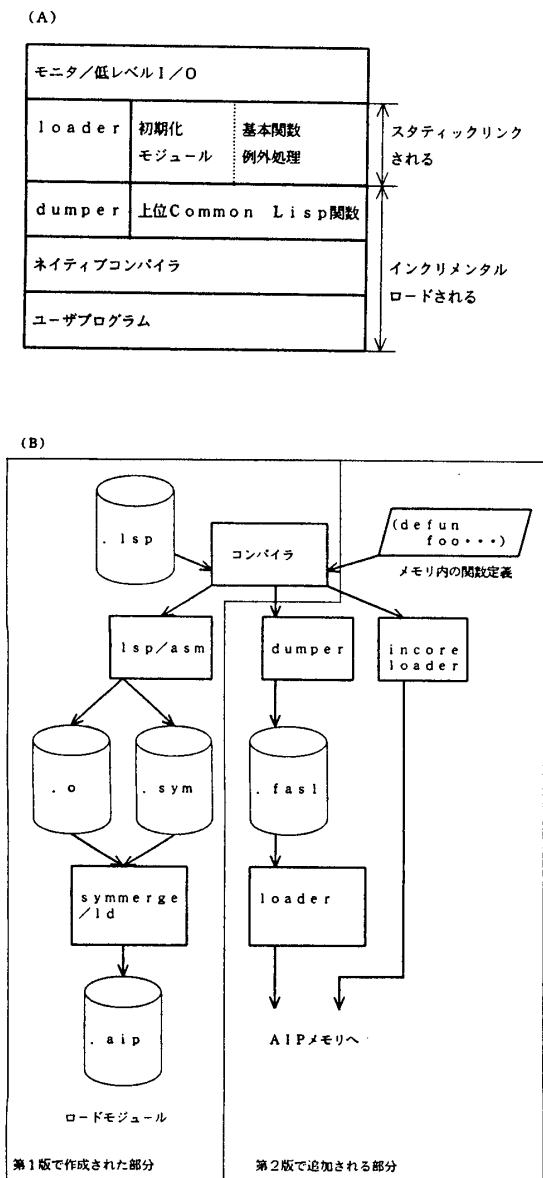 (A)
モニタ/低レベルI/O
loader
初期化
モジュール
基本関数
例外処理
スタティックリンク
される
dumper
上位Common Lisp関数
ネイティブコンパイラ
ユーザプログラム
インクリメンタル
ロードされる
(B)
.lsp
コンパイラ
(defun
foo・・・)
メモリ内の関数定義
lsp/asm
dumper
incore
loader
.o
.sym
.fasl
symmerge
/ld
loader
.aip
AIPメモリへ
ロードモジュール
第1版で作成された部分
第2版で追加される部分